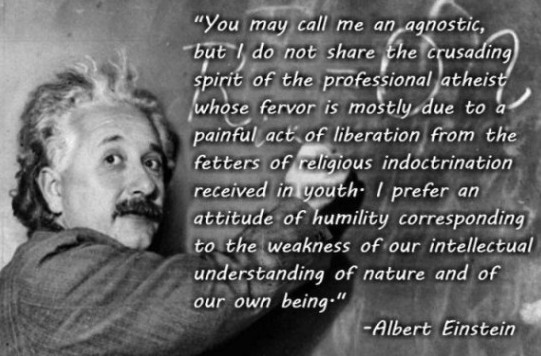 "You may call me an agnostic,
but I do not share the crusading
spirit of the professional atheist
whose fervor is mostly due to a
painful act of liberation from the
fetters of religious indoctrination
received in youth. I prefer an
attitude of humility corresponding
to the weakness of our intellectual
understanding of nature and of
our own being."
-Albert Einstein